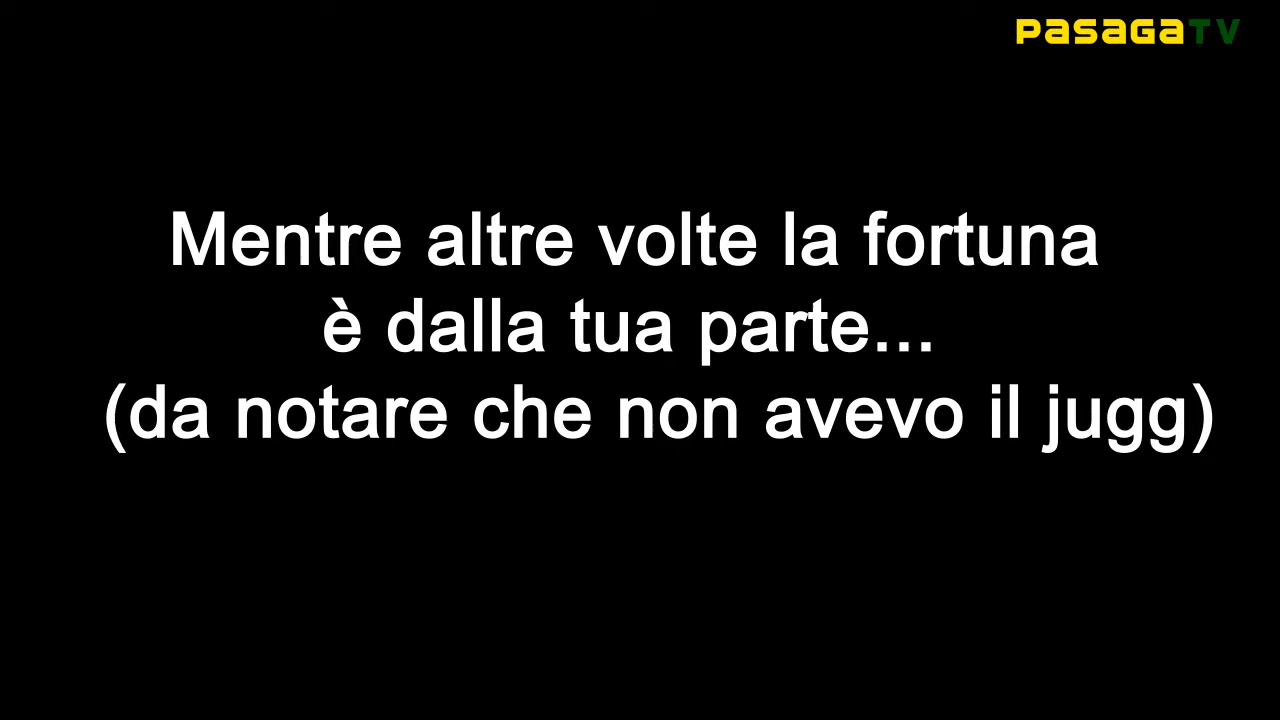 PASAGATV
Mentre altre volte la fortuna
è dalla tua parte...
(da notare che non avevo il jugg)